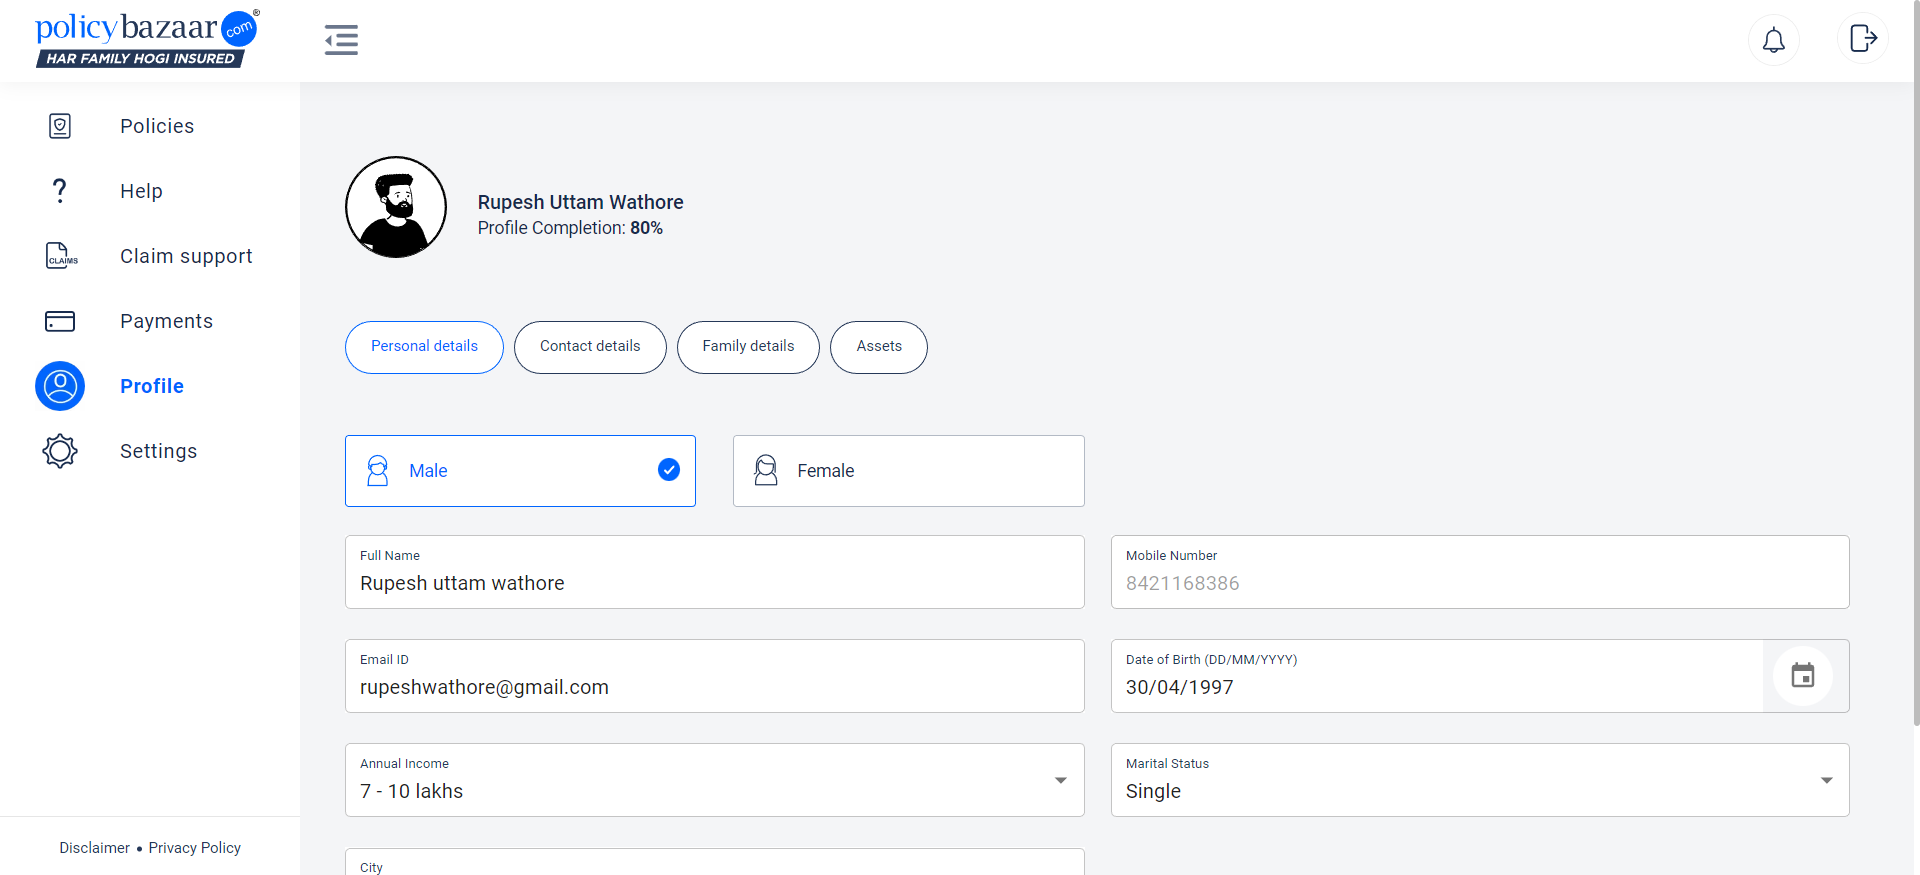 policybazaar com®
HAR FAMILY HOGI INSURED
Policies
Help
CLAIMS
Claim support
Payments
Profile
Settings
Disclaimer • Privacy Policy
Rupesh Uttam Wathore
Profile Completion: 80%
Personal details
Contact details
Family details
Assets
Male
Female
Full Name
Rupesh uttam wathore
Mobile Number
8421168386
Email ID
rupeshwathore@gmail.com
Date of Birth (DD/MM/YYYY)
30/04/1997
Annual Income
7 - 10 lakhs
Marital Status
Single
City